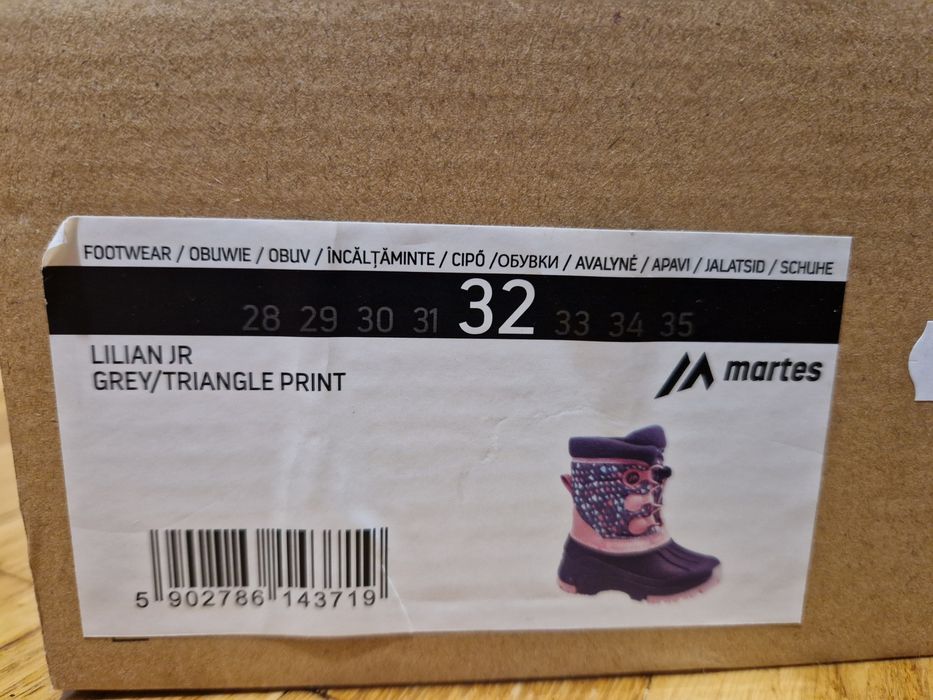 FOOTWEAR / OBUWIE / OBUV / ÎNCĂLȚĂMINTE / CIPŐ /ОБУВКИ / AVALYNĖ / APAVI / JALATSID / SCHUHE
28 29 30 31 32 33 34 35
LILIAN JR
GREY/TRIANGLE PRINT
martes
5 902786 143719